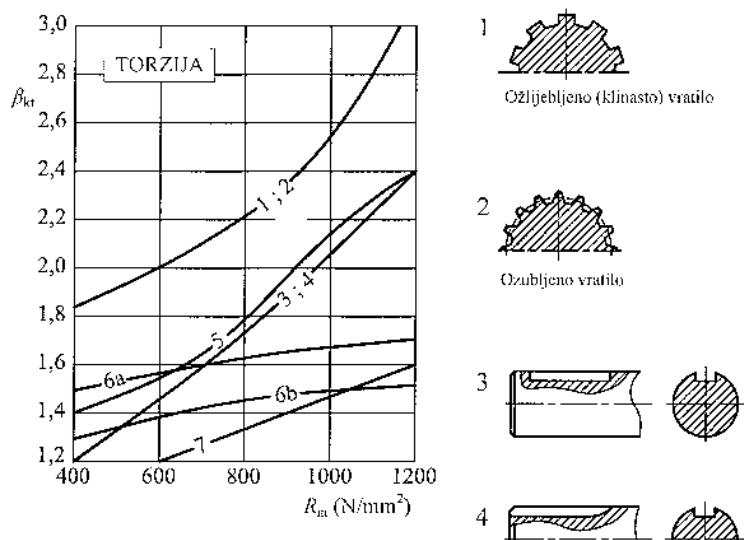 3,0
2,8
2,6
2,4
2,2
2,0
1,8
1,6
1,4
1,2
βkt
TORZIJA
1 ; 2
3 ; 4
5
6a
6b
7
400 600 800 1000 1200
Rm (N/mm²)
1
Ožlijebljeno (klinasto) vratilo
2
Ozubljeno vratilo
3
4